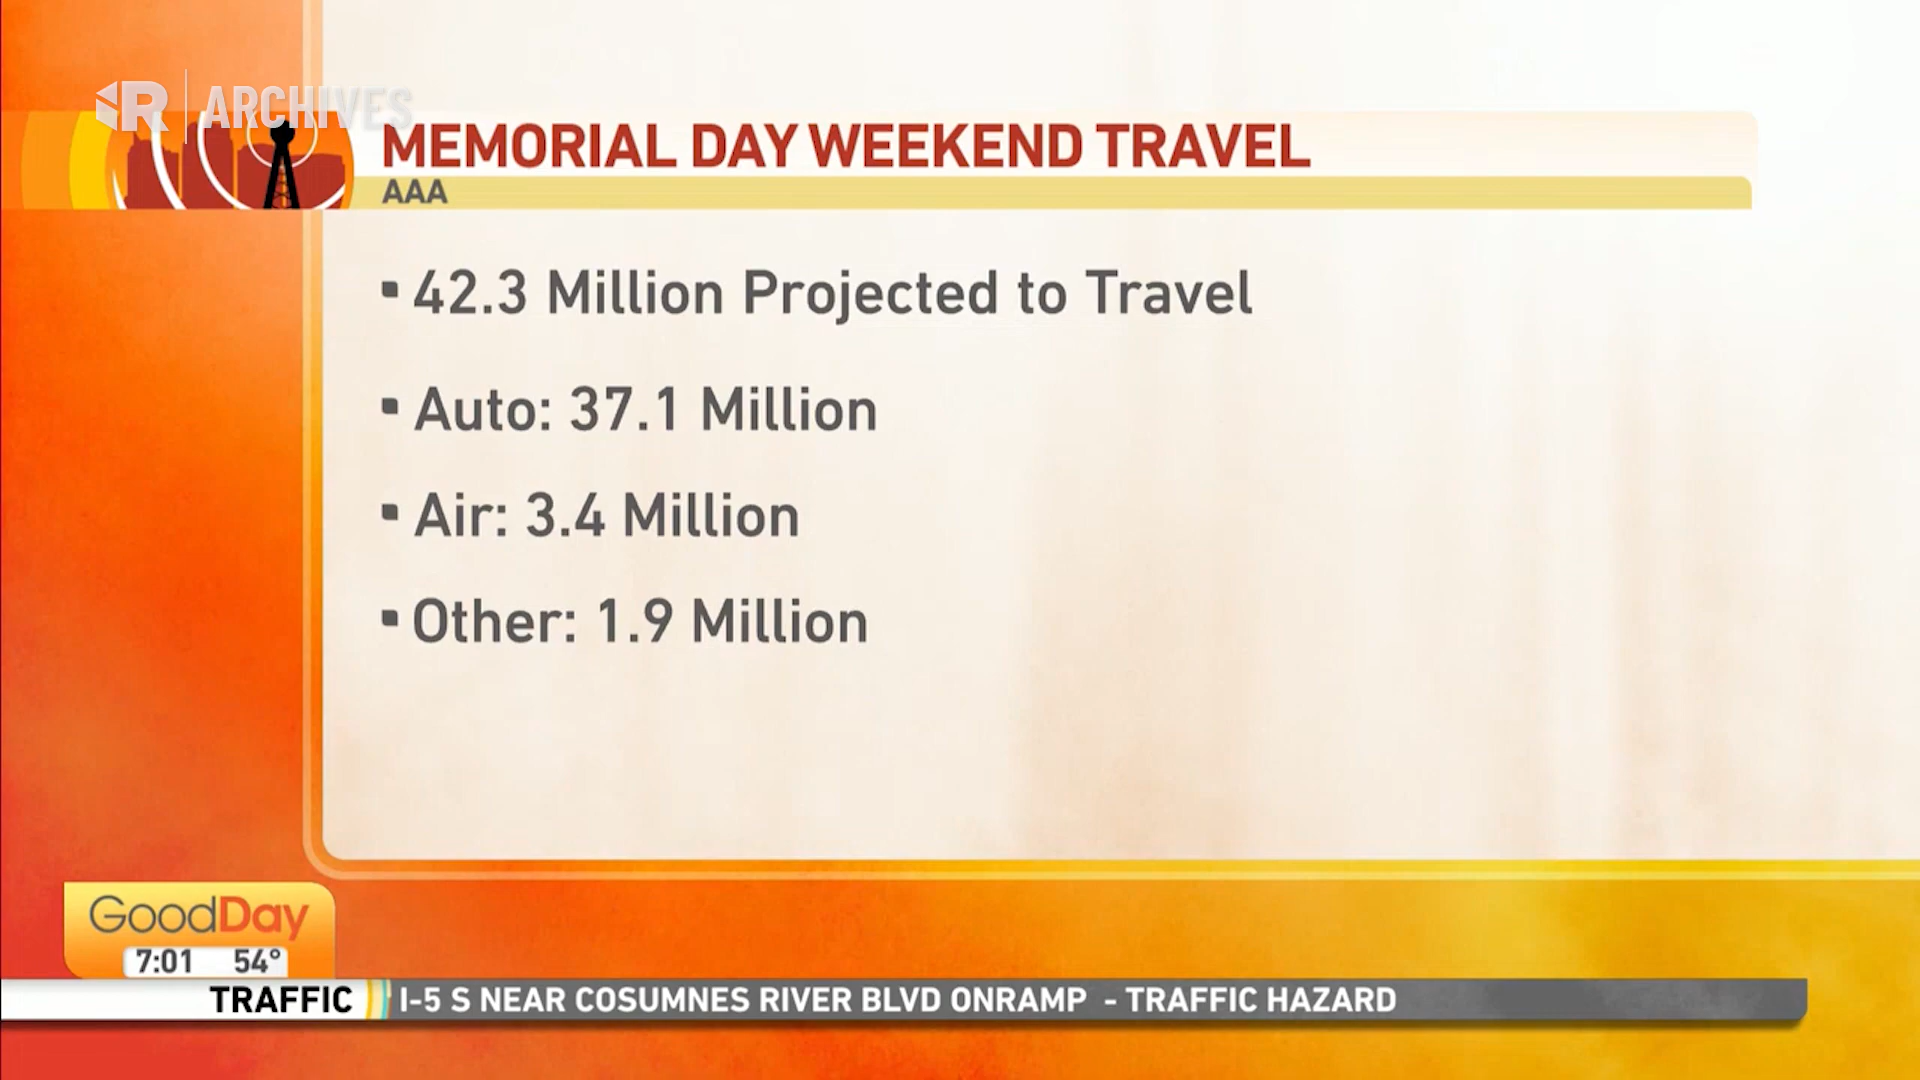 R ARCHIVES
MEMORIAL DAY WEEKEND TRAVEL
AAA
▪ 42.3 Million Projected to Travel
▪ Auto: 37.1 Million
▪ Air: 3.4 Million
▪ Other: 1.9 Million
GoodDay
7:01 54°
TRAFFIC I-5 S NEAR COSUMNES RIVER BLVD ONRAMP - TRAFFIC HAZARD